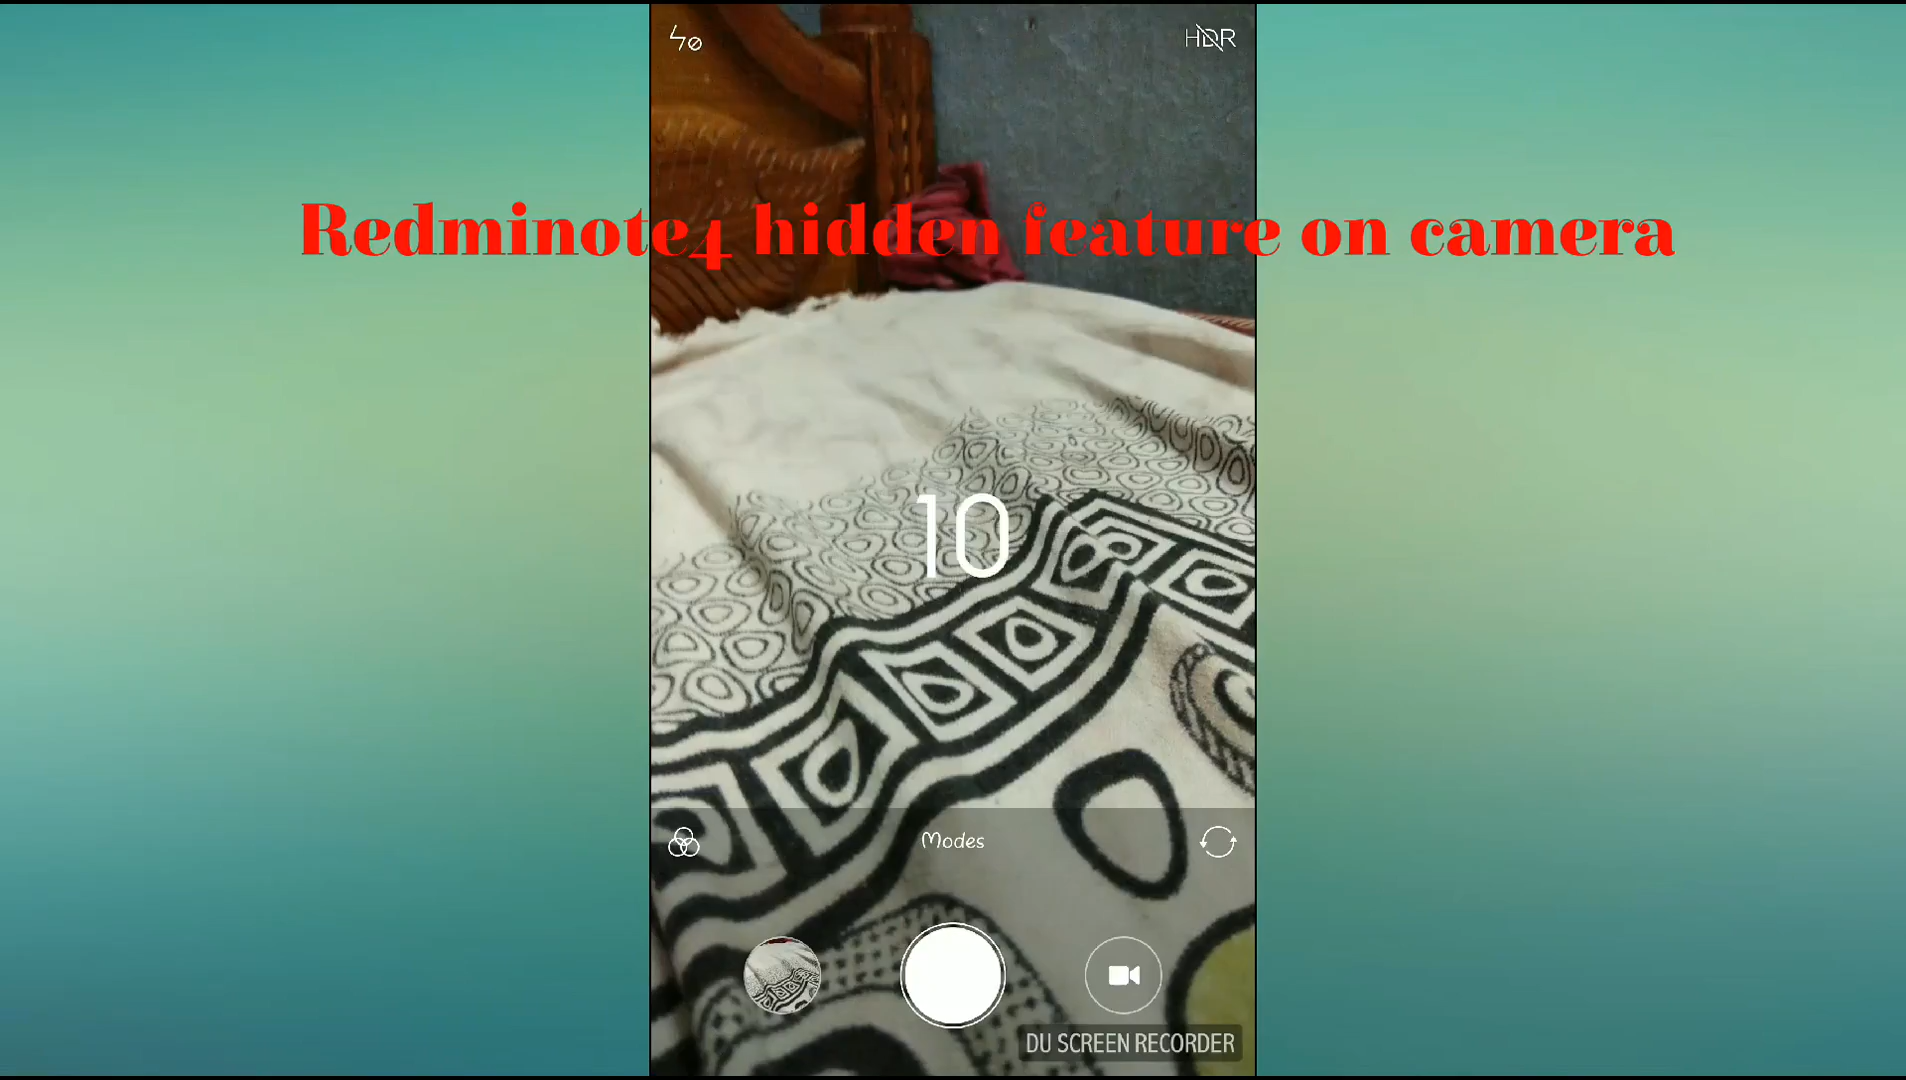 HDR
Redminote4 hidden feature on camera
10
Modes
DU SCREEN RECORDER